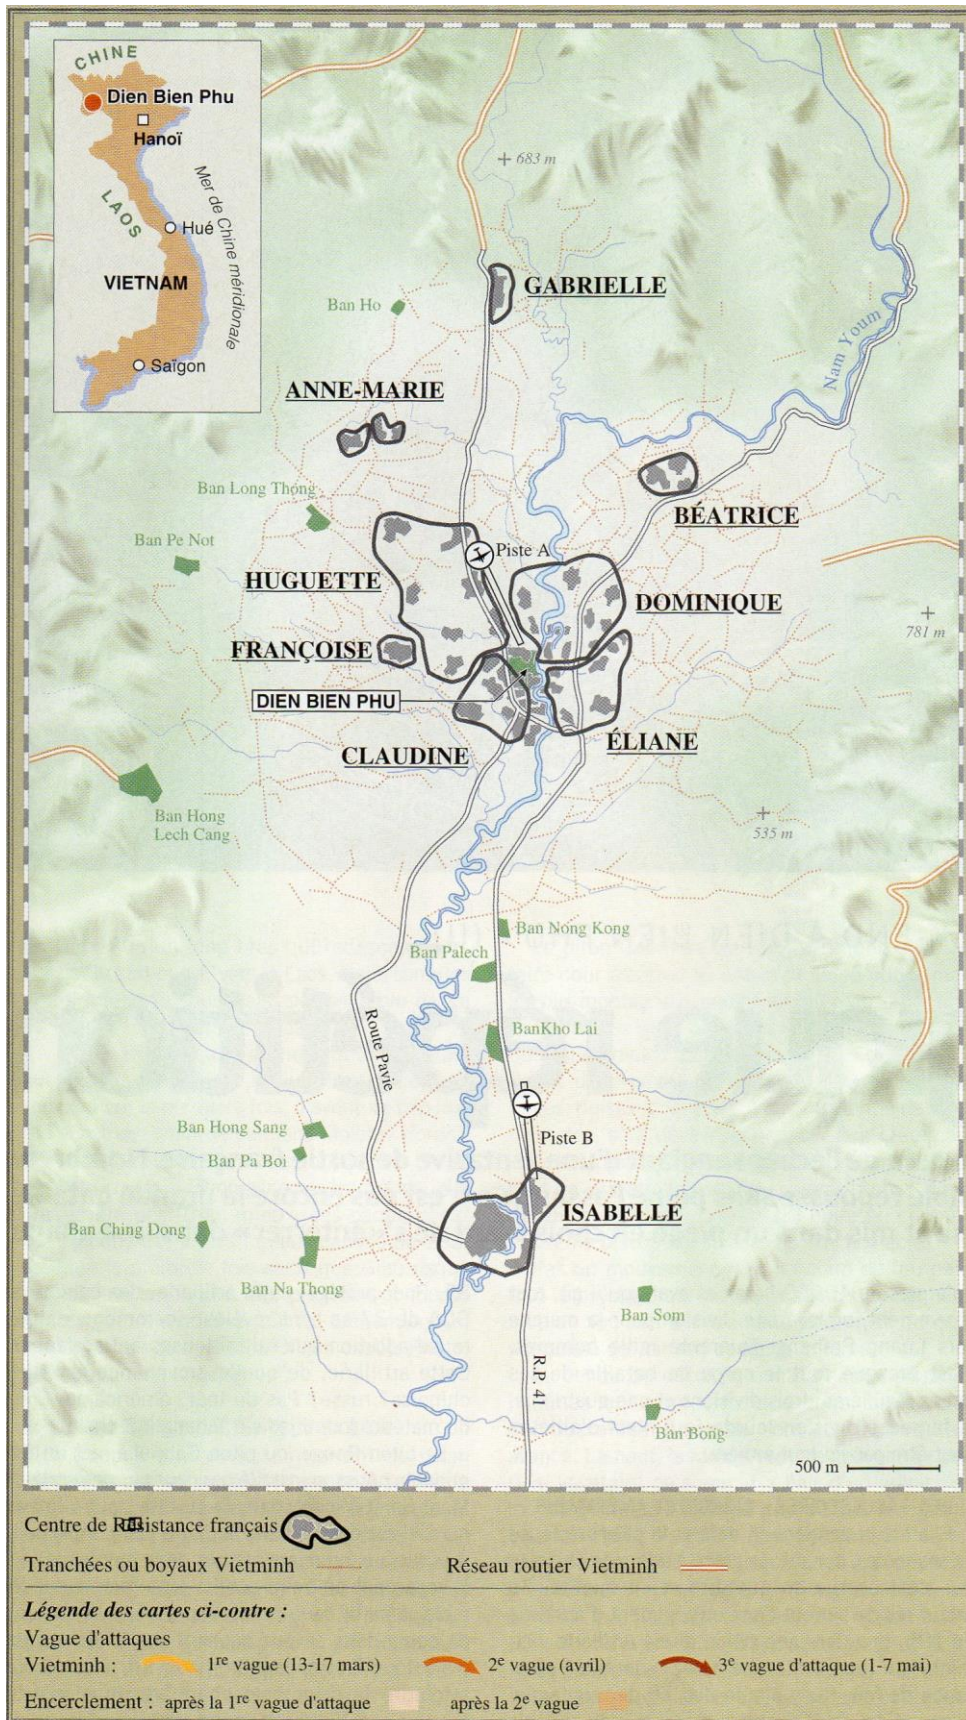 CHINE
Dien Bien Phu
Hanoï
LAOS
Hué
Mer de Chine méridionale
VIETNAM
Saïgon
683 m
GABRIELLE
Ban Ho
Nam Youm
ANNE-MARIE
Ban Long Thong
BÉATRICE
Ban Pe Not
Piste A
HUGUETTE
DOMINIQUE
781 m
FRANÇOISE
DIEN BIEN PHU
ÉLIANE
CLAUDINE
Ban Hong
Lech Cang
535 m
Ban Nong Kong
Ban Palech
Route Pavie
BanKho Lai
Ban Hong Sang
Piste B
Ban Pa Boi
ISABELLE
Ban Ching Dong
Ban Na Thong
Ban Som
R.P. 41
Ban Bong
500 m
Centre de Résistance français
Tranchées ou boyaux Vietminh
Réseau routier Vietminh
Légende des cartes ci-contre :
Vague d'attaques
Vietminh : 1re vague (13-17 mars) 2e vague (avril) 3e vague d'attaque (1-7 mai)
Encerclement : après la 1re vague d'attaque après la 2e vague